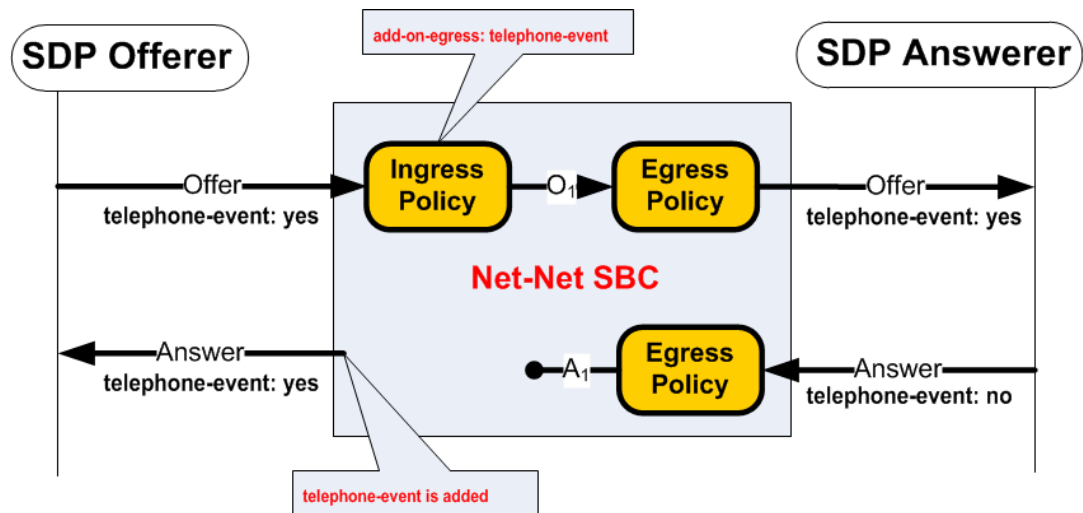 add-on-egress: telephone-event
SDP Offerer
SDP Answerer
Ingress
Policy
Egress
Policy
Offer
O1
Offer
telephone-event: yes
telephone-event: yes
Net-Net SBC
Answer
A1
Egress
Policy
Answer
telephone-event: yes
telephone-event: no
telephone-event is added